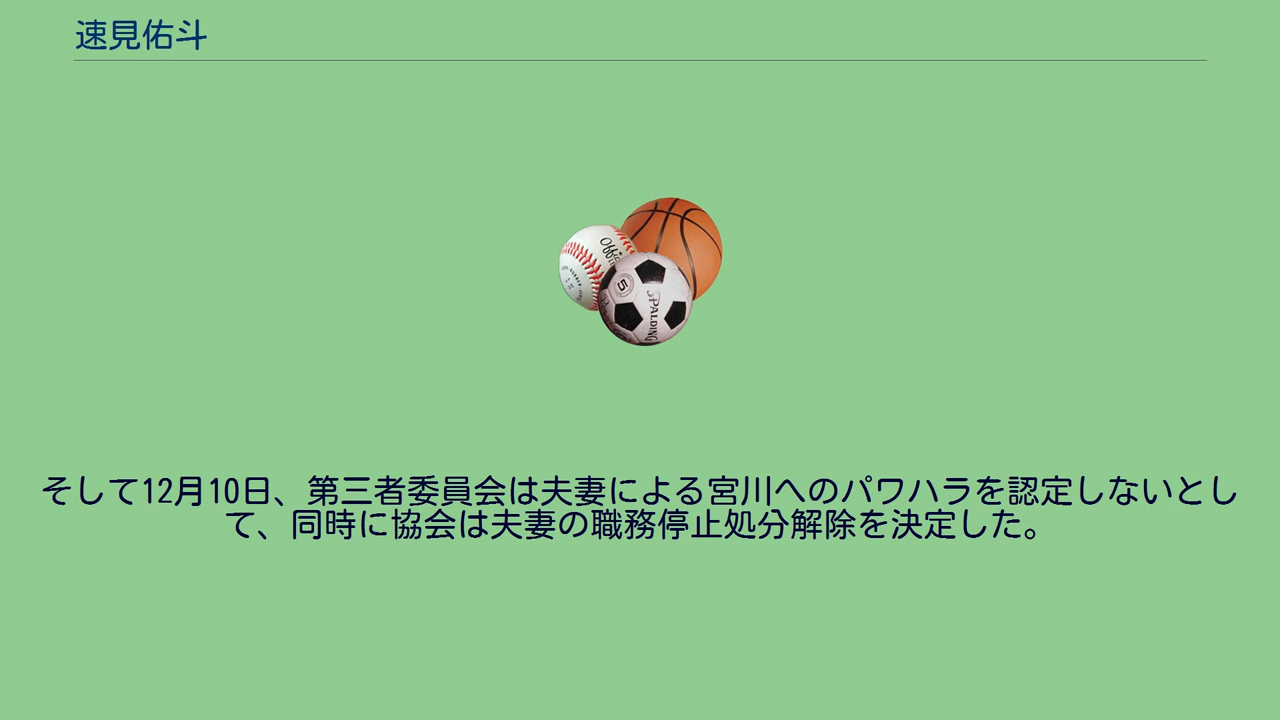 速見佑斗
Offi
5
SPALDING
そして12月10日、第三者委員会は夫妻による宮川へのパワハラを認定しないとし
て、同時に協会は夫妻の職務停止処分解除を決定した。